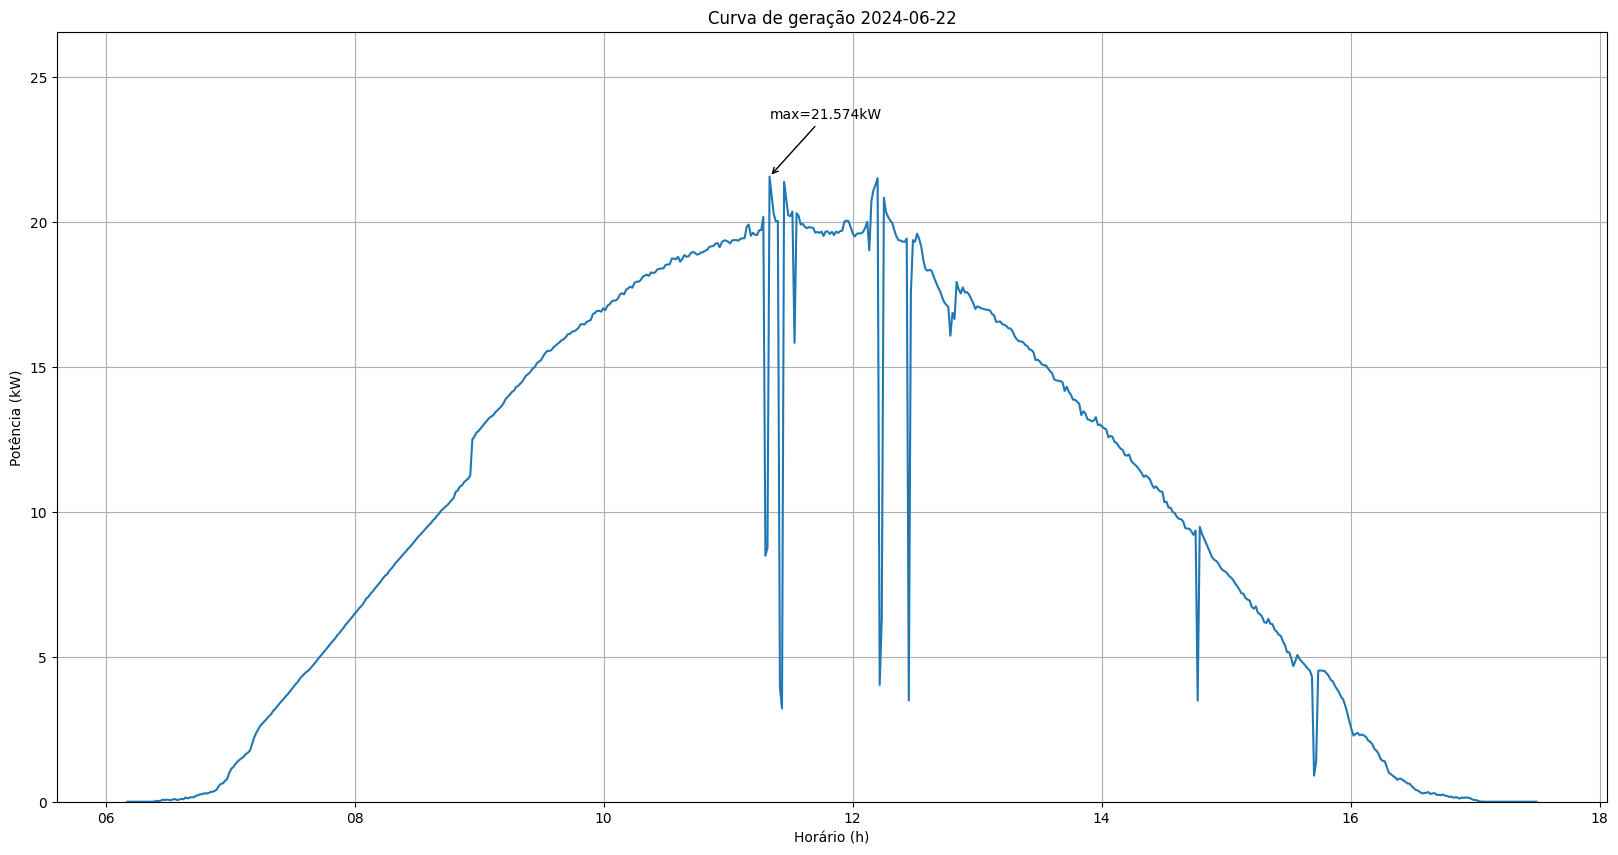 Curva de geração 2024-06-22
max=21.574kW
Potência (kW)
25
20
15
10
5
0
06 08 10 12 14 16 18
Horário (h)